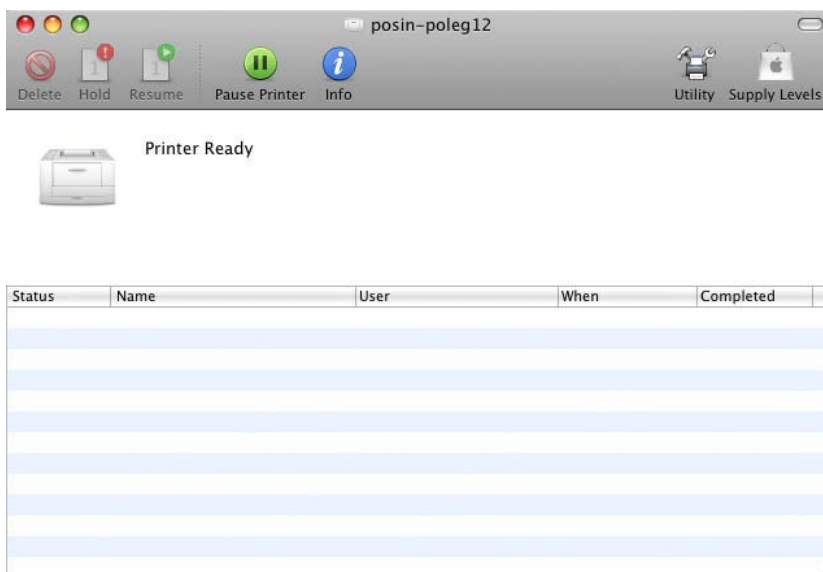 posin-poleg12
Delete Hold Resume Pause Printer Info Utility Supply Levels
Printer Ready
Status Name User When Completed